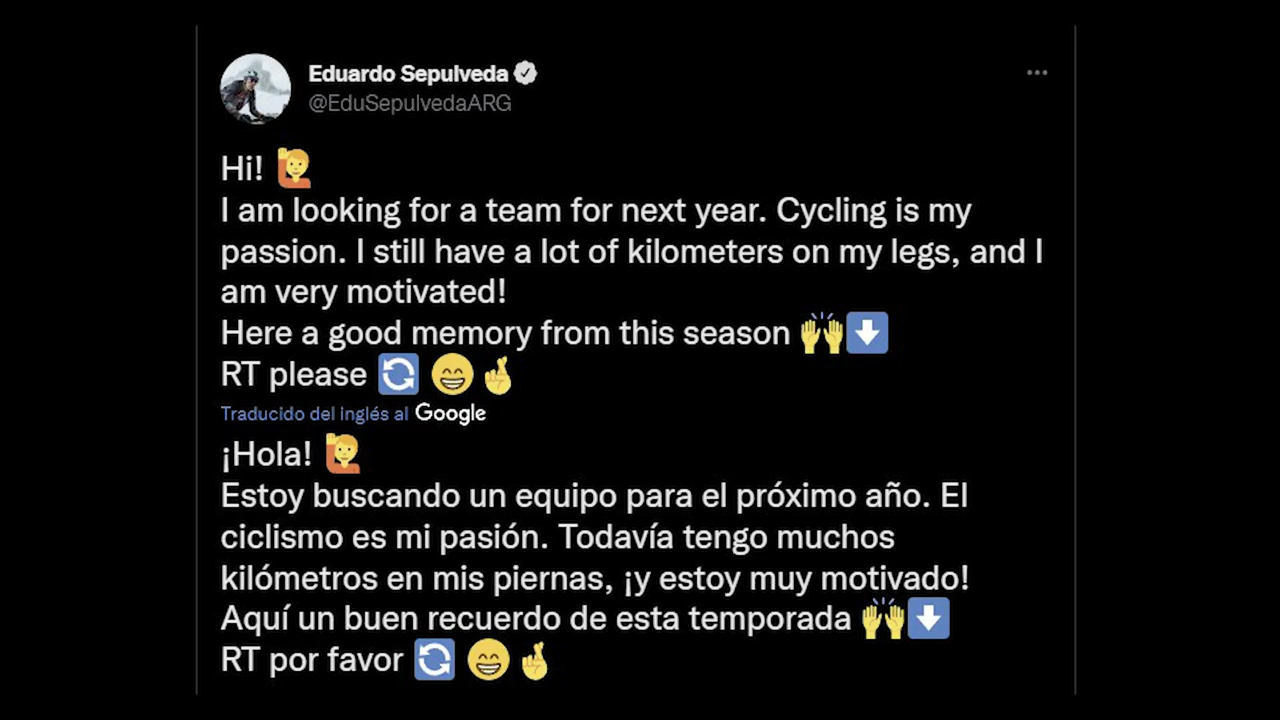 Eduardo Sepulveda
@EduSepulvedaARG
Hi! 🙋
I am looking for a team for next year. Cycling is my
passion. I still have a lot of kilometers on my legs, and I
am very motivated!
Here a good memory from this season 🙌⬇️
RT please 🔄 😁🤞
Traducido del inglés al Google
¡Hola! 🙋
Estoy buscando un equipo para el próximo año. El
ciclismo es mi pasión. Todavía tengo muchos
kilómetros en mis piernas, ¡y estoy muy motivado!
Aquí un buen recuerdo de esta temporada 🙌⬇️
RT por favor 🔄 😁🤞